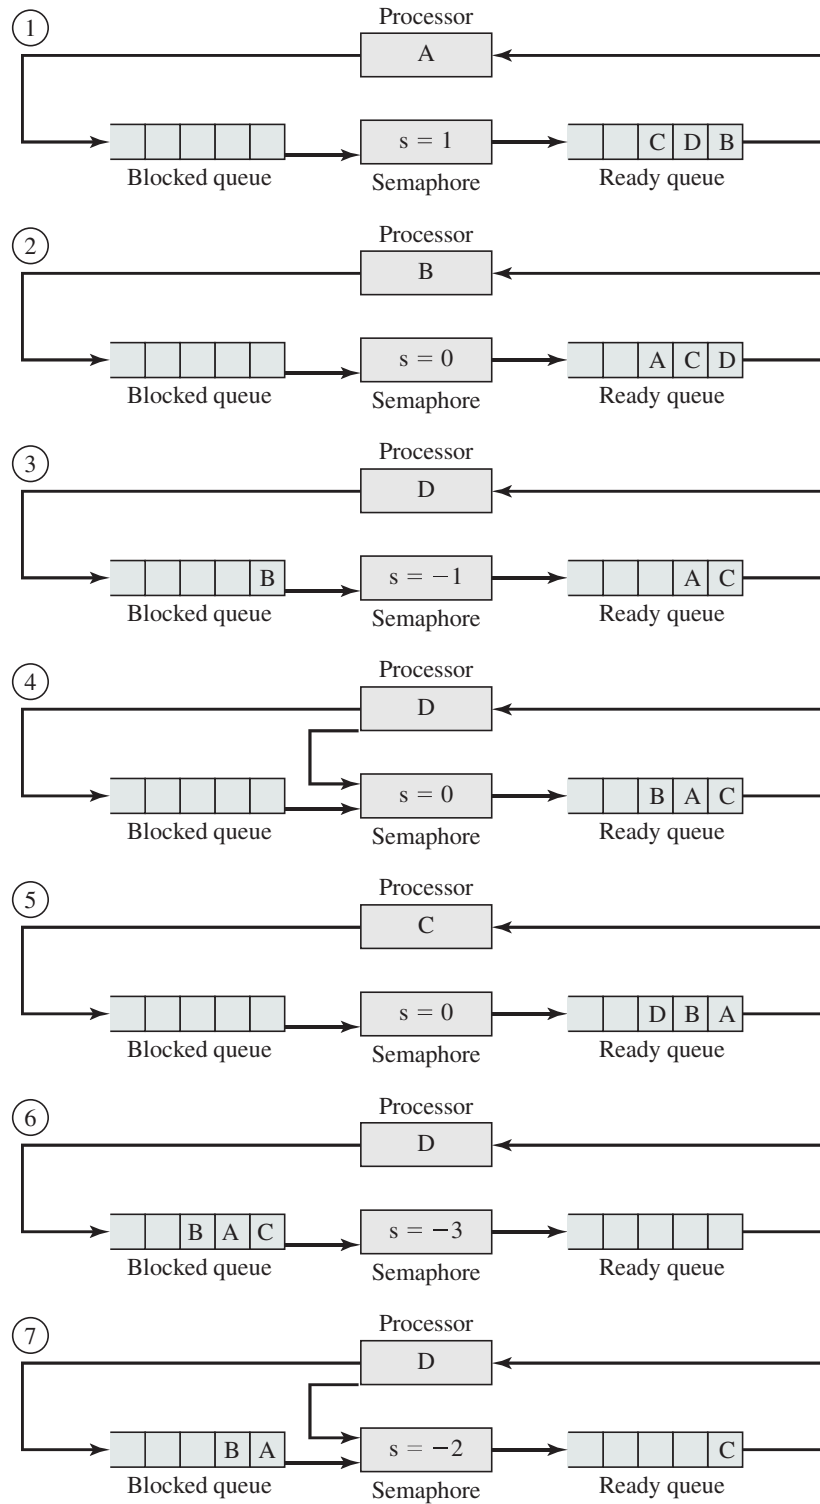 1
Processor
A
s = 1
C D B
Blocked queue
Semaphore
Ready queue
2
Processor
B
s = 0
A C D
Blocked queue
Semaphore
Ready queue
3
Processor
D
B
s = −1
A C
Blocked queue
Semaphore
Ready queue
4
Processor
D
s = 0
B A C
Blocked queue
Semaphore
Ready queue
5
Processor
C
s = 0
D B A
Blocked queue
Semaphore
Ready queue
6
Processor
D
B A C
s = −3
Blocked queue
Semaphore
Ready queue
7
Processor
D
B A
s = −2
C
Blocked queue
Semaphore
Ready queue